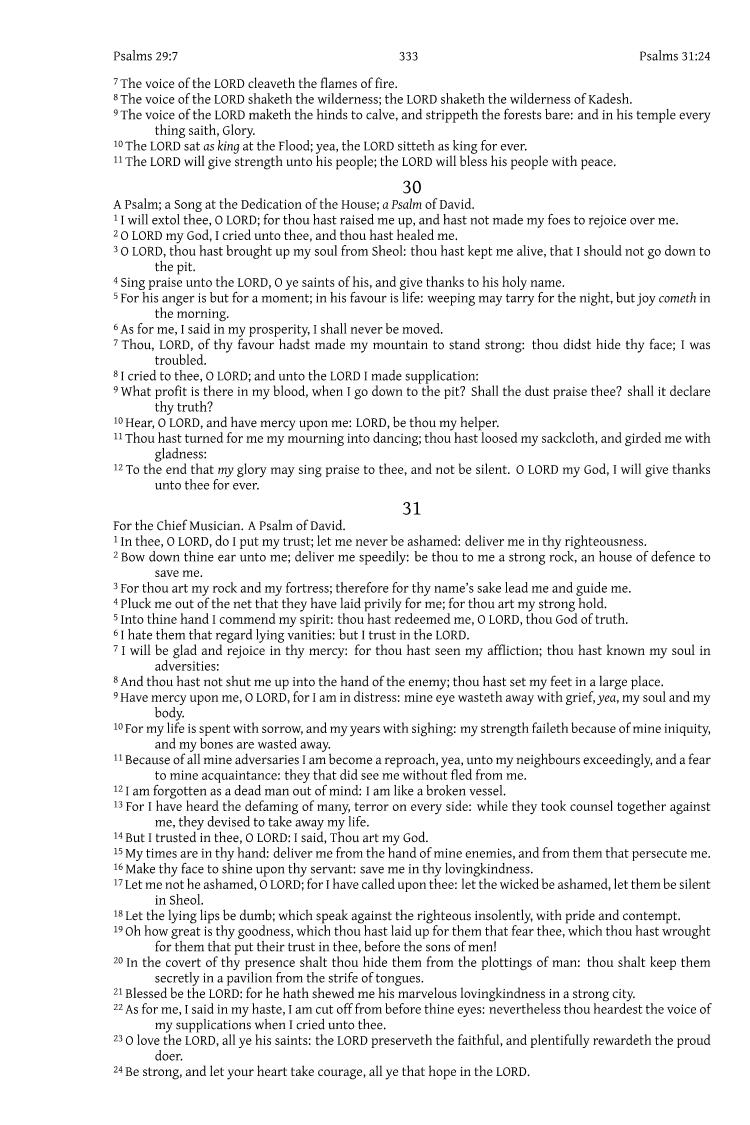 Psalms 29:7 333 Psalms 31:24
7 The voice of the LORD cleaveth the flames of fire.
8 The voice of the LORD shaketh the wilderness; the LORD shaketh the wilderness of Kadesh.
9 The voice of the LORD maketh the hinds to calve, and strippeth the forests bare: and in his temple every
thing saith, Glory.
10 The LORD sat as king at the Flood; yea, the LORD sitteth as king for ever.
11 The LORD will give strength unto his people; the LORD will bless his people with peace.
30
A Psalm; a Song at the Dedication of the House; a Psalm of David.
1 I will extol thee, O LORD; for thou hast raised me up, and hast not made my foes to rejoice over me.
2 O LORD my God, I cried unto thee, and thou hast healed me.
3 O LORD, thou hast brought up my soul from Sheol: thou hast kept me alive, that I should not go down to
the pit.
4 Sing praise unto the LORD, O ye saints of his, and give thanks to his holy name.
5 For his anger is but for a moment; in his favour is life: weeping may tarry for the night, but joy cometh in
the morning.
6 As for me, I said in my prosperity, I shall never be moved.
7 Thou, LORD, of thy favour hadst made my mountain to stand strong: thou didst hide thy face; I was
troubled.
8 I cried to thee, O LORD; and unto the LORD I made supplication:
9 What profit is there in my blood, when I go down to the pit? Shall the dust praise thee? shall it declare
thy truth?
10 Hear, O LORD, and have mercy upon me: LORD, be thou my helper.
11 Thou hast turned for me my mourning into dancing; thou hast loosed my sackcloth, and girded me with
gladness:
12 To the end that my glory may sing praise to thee, and not be silent. O LORD my God, I will give thanks
unto thee for ever.
31
For the Chief Musician. A Psalm of David.
1 In thee, O LORD, do I put my trust; let me never be ashamed: deliver me in thy righteousness.
2 Bow down thine ear unto me; deliver me speedily: be thou to me a strong rock, an house of defence to
save me.
3 For thou art my rock and my fortress; therefore for thy name's sake lead me and guide me.
4 Pluck me out of the net that they have laid privily for me; for thou art my strong hold.
5 Into thine hand I commend my spirit: thou hast redeemed me, O LORD, thou God of truth.
6 I hate them that regard lying vanities: but I trust in the LORD.
7 I will be glad and rejoice in thy mercy: for thou hast seen my affliction; thou hast known my soul in
adversities:
8 And thou hast not shut me up into the hand of the enemy; thou hast set my feet in a large place.
9 Have mercy upon me, O LORD, for I am in distress: mine eye wasteth away with grief, yea, my soul and my
body.
10 For my life is spent with sorrow, and my years with sighing: my strength faileth because of mine iniquity,
and my bones are wasted away.
11 Because of all mine adversaries I am become a reproach, yea, unto my neighbours exceedingly, and a fear
to mine acquaintance: they that did see me without fled from me.
12 I am forgotten as a dead man out of mind: I am like a broken vessel.
13 For I have heard the defaming of many, terror on every side: while they took counsel together against
me, they devised to take away my life.
14 But I trusted in thee, O LORD: I said, Thou art my God.
15 My times are in thy hand: deliver me from the hand of mine enemies, and from them that persecute me.
16 Make thy face to shine upon thy servant: save me in thy lovingkindness.
17 Let me not he ashamed, O LORD; for I have called upon thee: let the wicked be ashamed, let them be silent
in Sheol.
18 Let the lying lips be dumb; which speak against the righteous insolently, with pride and contempt.
19 Oh how great is thy goodness, which thou hast laid up for them that fear thee, which thou hast wrought
for them that put their trust in thee, before the sons of men!
20 In the covert of thy presence shalt thou hide them from the plottings of man: thou shalt keep them
secretly in a pavilion from the strife of tongues.
21 Blessed be the LORD: for he hath shewed me his marvelous lovingkindness in a strong city.
22 As for me, I said in my haste, I am cut off from before thine eyes: nevertheless thou heardest the voice of
my supplications when I cried unto thee.
23 O love the LORD, all ye his saints: the LORD preserveth the faithful, and plentifully rewardeth the proud
doer.
24 Be strong, and let your heart take courage, all ye that hope in the LORD.